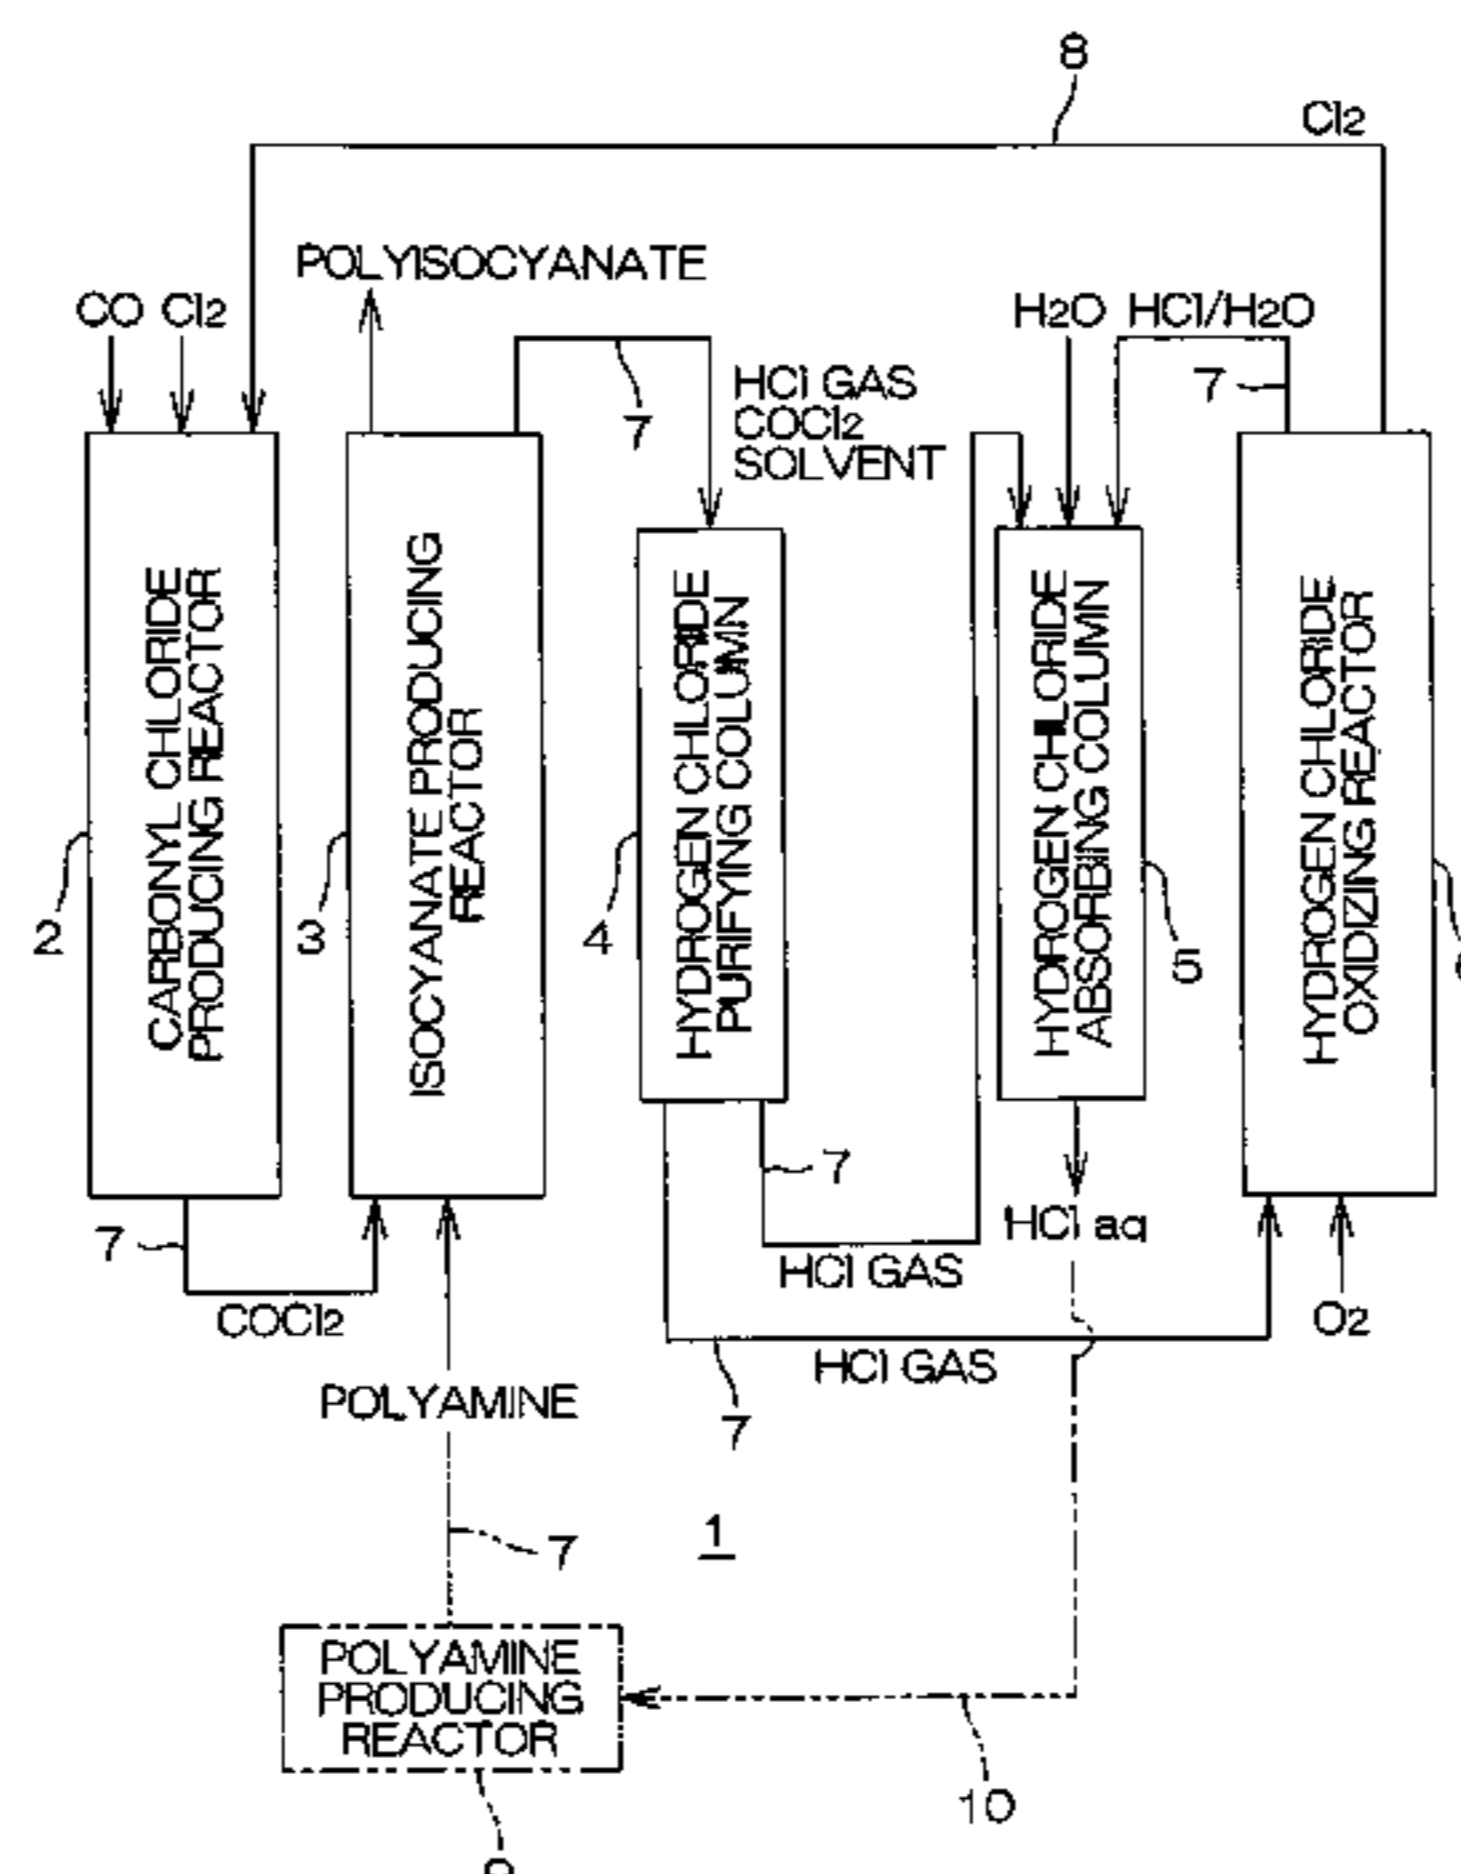 8
Cl2
POLYISOCYANATE
CO Cl2
H2O HCl/H2O
7
7
HCl GAS
COCl2
SOLVENT
CARBONYL CHLORIDE
PRODUCING REACTOR
ISOCYANATE PRODUCING
REACTOR
HYDROGEN CHLORIDE
PURIFYING COLUMN
HYDROGEN CHLORIDE
ABSORBING COLUMN
HYDROGEN CHLORIDE
OXIDIZING REACTOR
2
3
4
5
7
7
HCl aq
HCl GAS
COCl2
O2
HCl GAS
7
POLYAMINE
7
1
POLYAMINE
PRODUCING
REACTOR
10